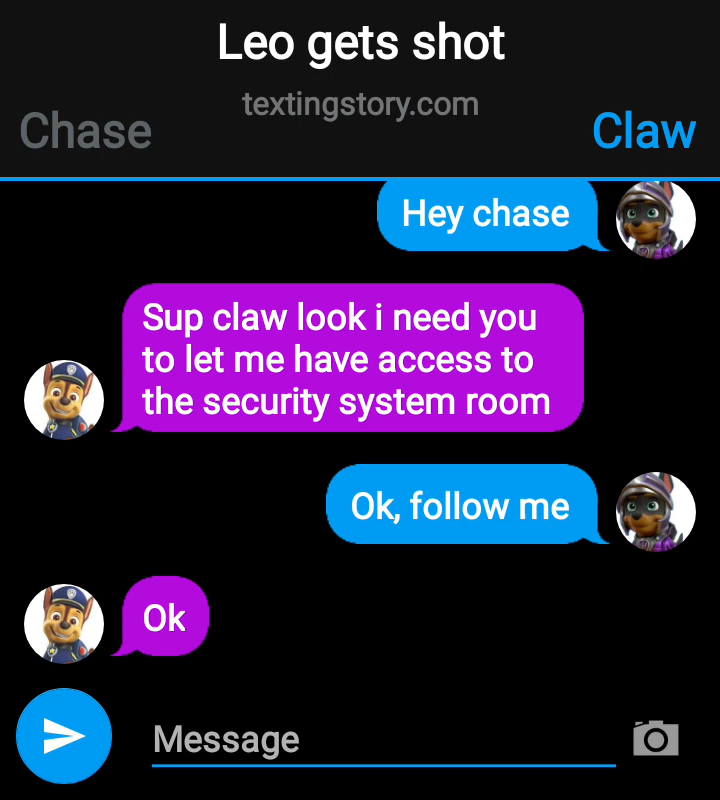 Leo gets shot
textingstory.com
Chase
Claw
Hey chase
Sup claw look i need you
to let me have access to
the security system room
Ok, follow me
Ok
Message